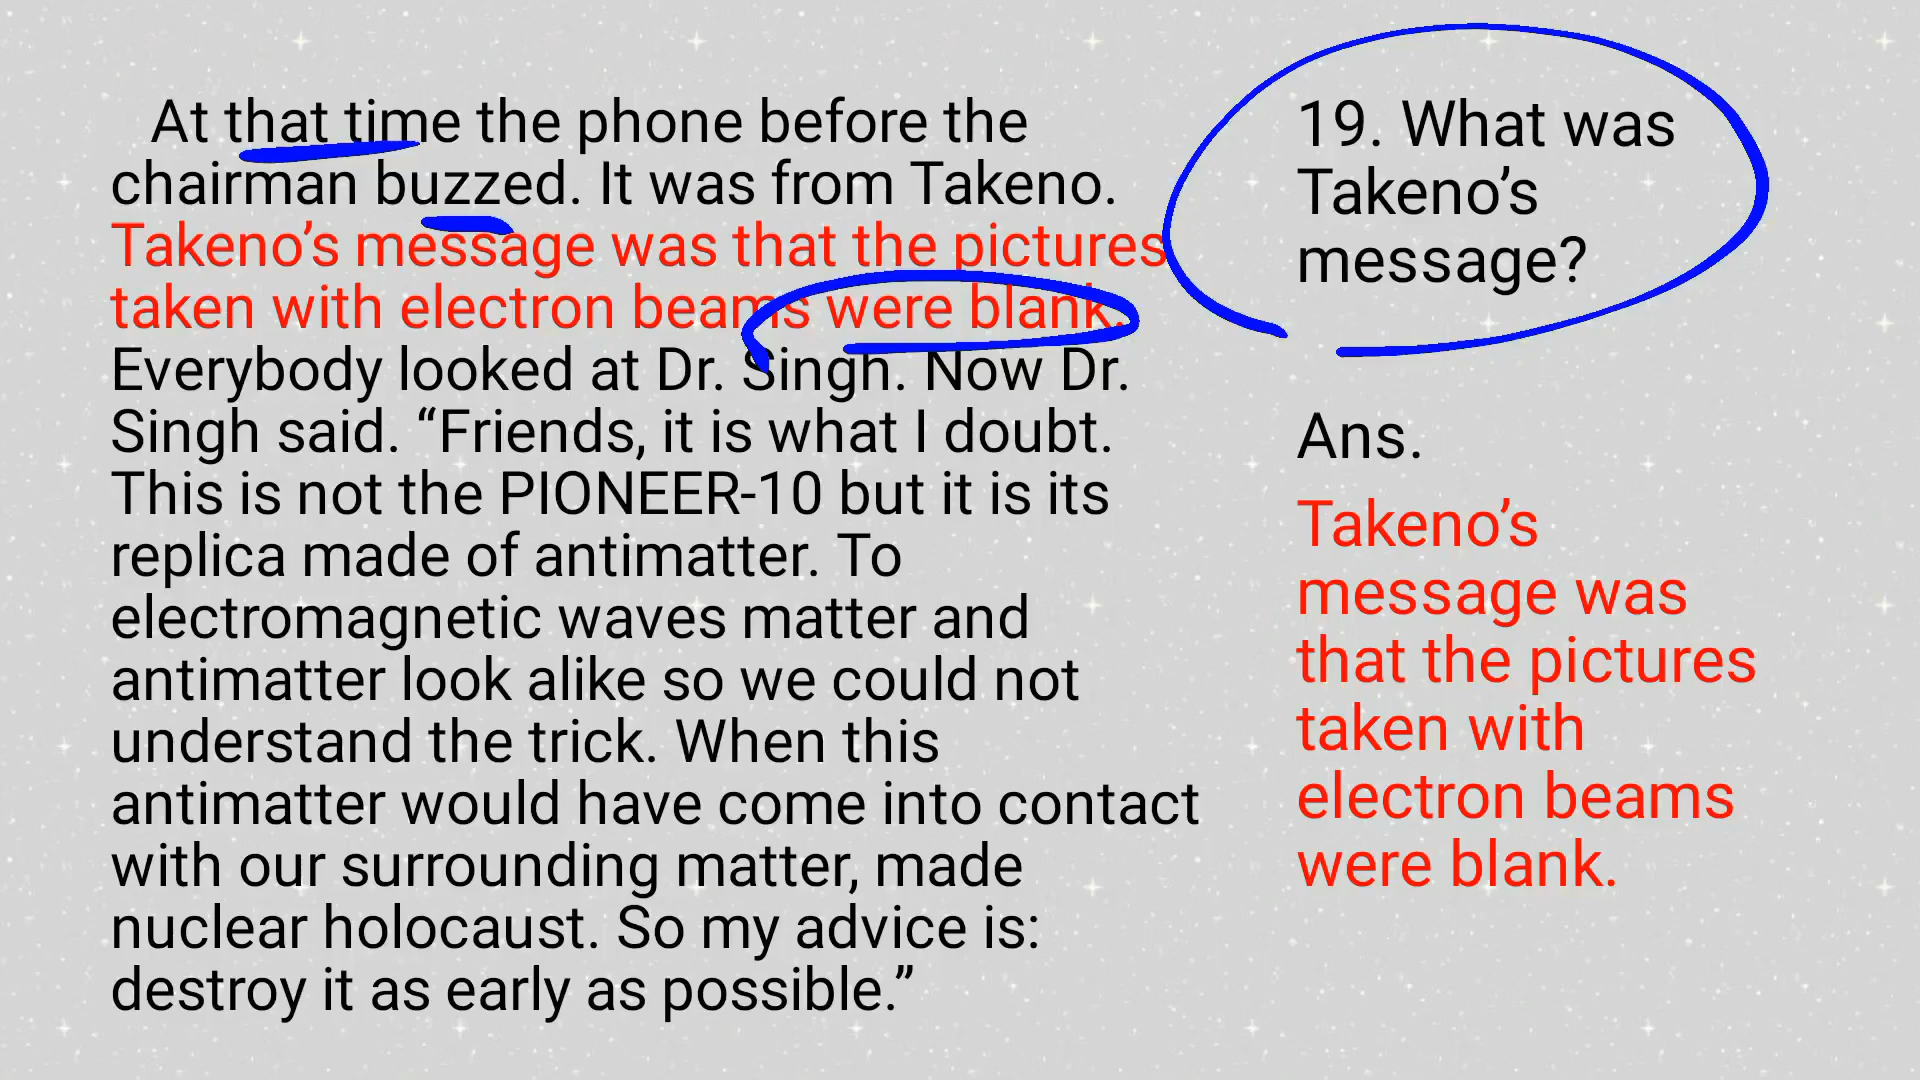 At that time the phone before the
chairman buzzed. It was from Takeno.
Takeno’s message was that the pictures
taken with electron beams were blank.
Everybody looked at Dr. Singh. Now Dr.
Singh said. “Friends, it is what I doubt.
This is not the PIONEER-10 but it is its
replica made of antimatter. To
electromagnetic waves matter and
antimatter look alike so we could not
understand the trick. When this
antimatter would have come into contact
with our surrounding matter, made
nuclear holocaust. So my advice is:
destroy it as early as possible.”
19. What was
Takeno’s
message?
Ans.
Takeno’s
message was
that the pictures
taken with
electron beams
were blank.